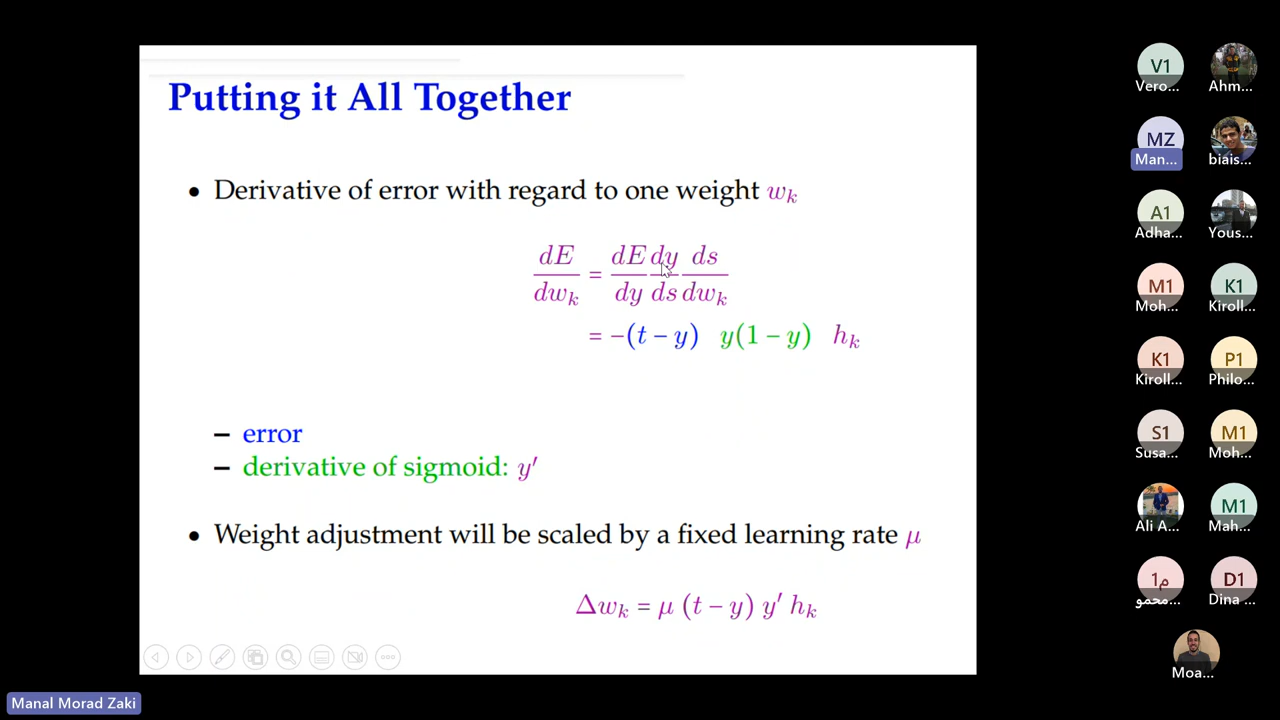 Putting it All Together
• Derivative of error with regard to one weight w_k
dE/dw_k = dE/dy dy/ds ds/dw_k
= −(t − y) y(1 − y) h_k
– error
– derivative of sigmoid: y′
• Weight adjustment will be scaled by a fixed learning rate μ
Δw_k = μ (t − y) y′ h_k
Manal Morad Zaki
V1
Vero...
Ahm...
MZ
Man...
biais...
A1
Adha...
Yous...
M1
Moh...
K1
Kiroll...
K1
Kiroll...
P1
Philo...
S1
Susa...
M1
Moh...
Ali A...
M1
Mah...
م1
محمو...
D1
Dina ...
Moa...